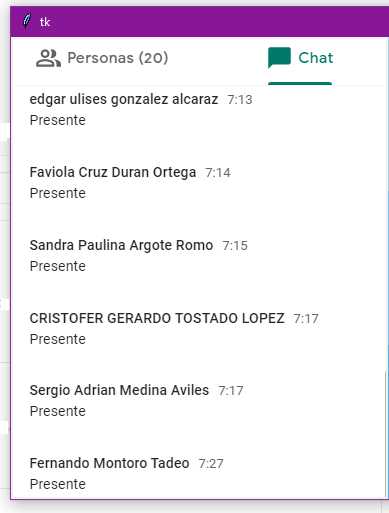 tk
Personas (20)
Chat
edgar ulises gonzalez alcaraz 7:13
Presente
Faviola Cruz Duran Ortega 7:14
Presente
Sandra Paulina Argote Romo 7:15
Presente
CRISTOFER GERARDO TOSTADO LOPEZ 7:17
Presente
Sergio Adrian Medina Aviles 7:17
Presente
Fernando Montoro Tadeo 7:27
Presente